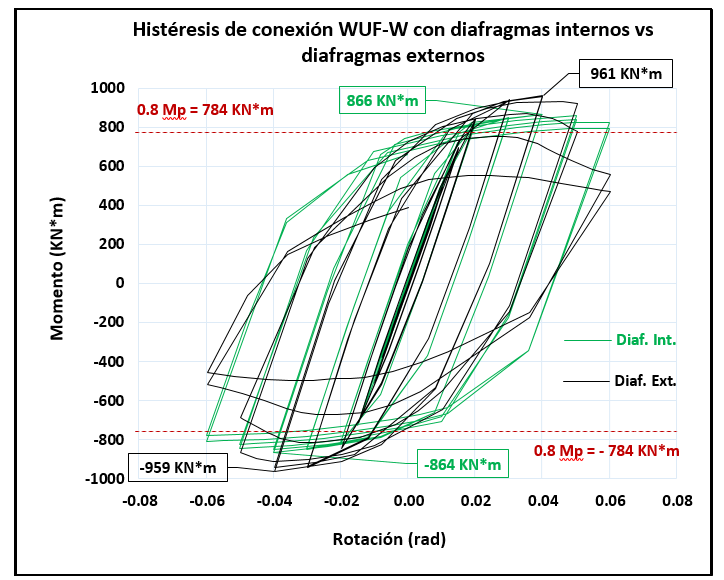 Histéresis de conexión WUF-W con diafragmas internos vs
diafragmas externos
961 KN*m
866 KN*m
0.8 Mp = 784 KN*m
1000
800
600
400
200
0
-200
-400
-600
-800
-1000
Momento (KN*m)
Diaf. Int.
Diaf. Ext.
0.8 Mp = - 784 KN*m
-959 KN*m
-864 KN*m
-0.08 -0.06 -0.04 -0.02 0.00 0.02 0.04 0.06 0.08
Rotación (rad)